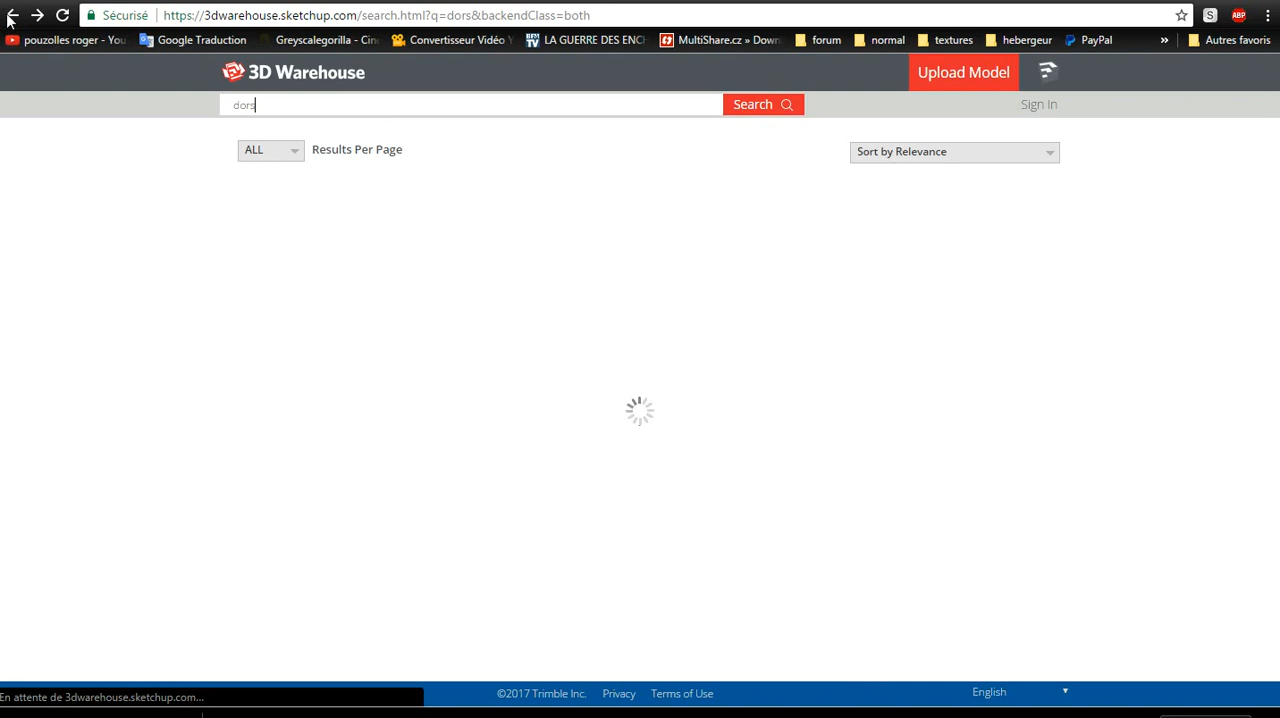 Sécurisé https://3dwarehouse.sketchup.com/search.html?q=dors&backendClass=both S ABP
pouzolles roger - You Google Traduction Greyscalegorilla - Cin Convertisseur Vidéo LA GUERRE DES ENCH MultiShare.cz » Down forum normal textures hebergeur PayPal » Autres favoris
3D Warehouse Upload Model
dors Search Sign In
ALL Results Per Page Sort by Relevance
©2017 Trimble Inc. Privacy Terms of Use English
En attente de 3dwarehouse.sketchup.com...